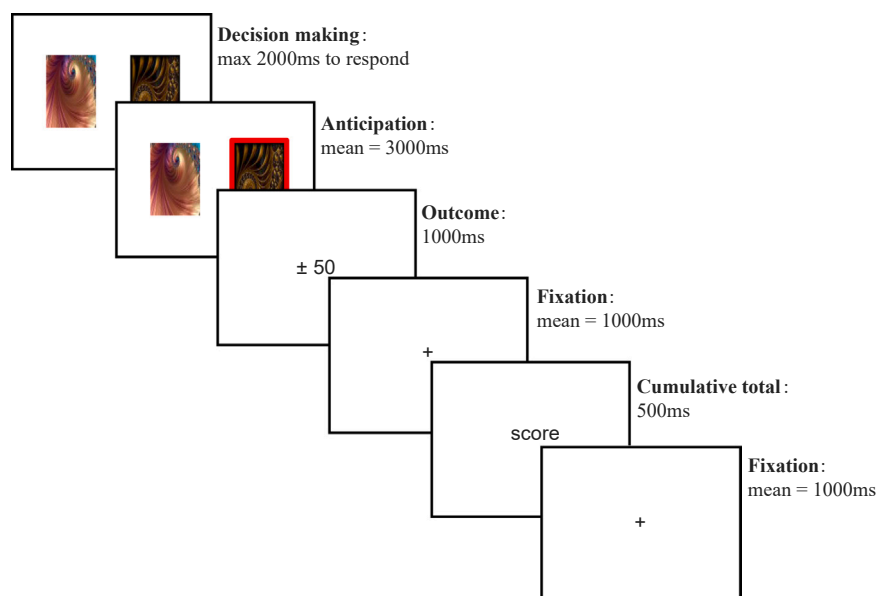 Decision making:
max 2000ms to respond
Anticipation:
mean = 3000ms
Outcome:
1000ms
± 50
Fixation:
mean = 1000ms
+
Cumulative total:
500ms
score
Fixation:
mean = 1000ms
+